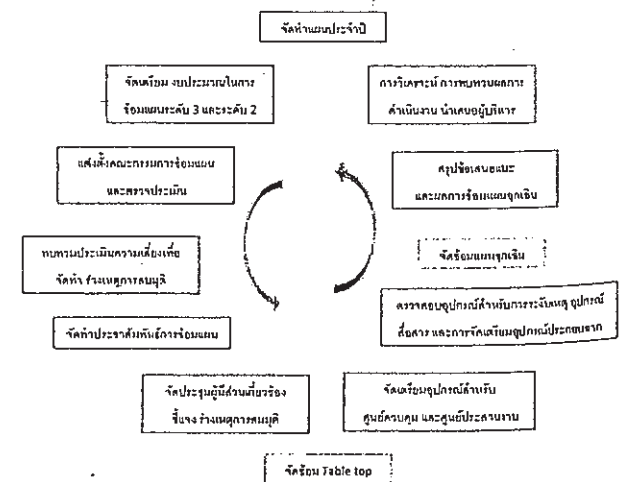 จัดทำแผนประจำปี
จัดเตรียม งบประมาณในการ
ซ้อมแผนระดับ 3 และระดับ 2
แต่งตั้งคณะกรรมการซ้อมแผน
และตรวจประเมิน
ทบทวนประเมินความเสี่ยงเพื่อ
จัดทำ ร่างเหตุการสมมุติ
จัดทำประชาสัมพันธ์การซ้อมแผน
จัดประชุมผู้มีส่วนเกี่ยวข้อง
ชี้แจง ร่างเหตุการสมมุติ
จัดซ้อม Table top
จัดเตรียมอุปกรณ์สำหรับ
ศูนย์ควบคุม และศูนย์ประสานงาน
ตรวจสอบอุปกรณ์สำหรับการระงับเหตุ อุปกรณ์
สื่อสาร และการจัดเตรียมอุปกรณ์ประกอบฉาก
จัดซ้อมแผนฉุกเฉิน
สรุปข้อเสนอแนะ
และผลการซ้อมแผนฉุกเฉิน
การวิเคราะห์ การทบทวนผลการ
ดำเนินงาน นำเสนอผู้บริหาร